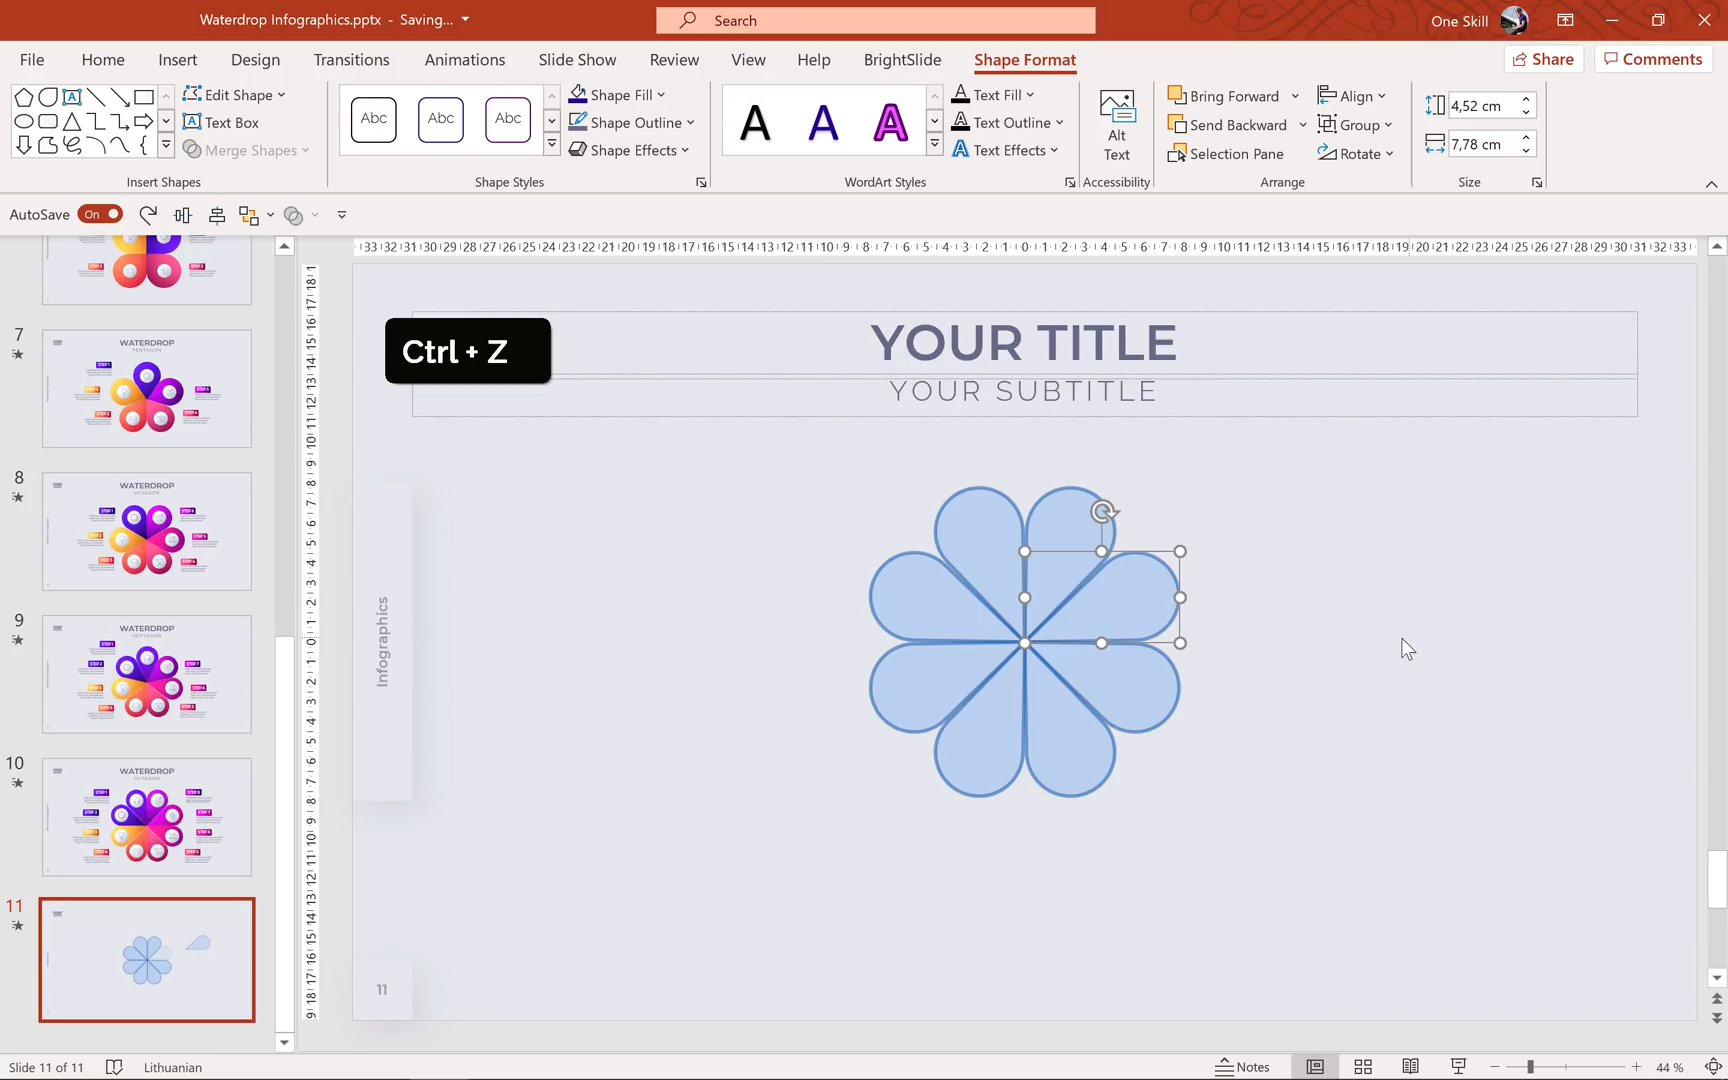 Waterdrop Infographics.pptx - Saving...
Search
One Skill
File Home Insert Design Transitions Animations Slide Show Review View Help BrightSlide Shape Format
Share Comments
Edit Shape
Text Box
Merge Shapes
Insert Shapes
Abc Abc Abc
Shape Fill
Shape Outline
Shape Effects
Shape Styles
A A A
Text Fill
Text Outline
Text Effects
WordArt Styles
Alt
Text
Accessibility
Bring Forward
Send Backward
Selection Pane
Align
Group
Rotate
Arrange
4,52 cm
7,78 cm
Size
AutoSave On
7
WATERDROP
PENTAGON
8
WATERDROP
HEXAGON
9
WATERDROP
HEPTAGON
10
WATERDROP
OCTAGON
11
Ctrl + Z
YOUR TITLE
YOUR SUBTITLE
Infographics
11
Slide 11 of 11
Lithuanian
Notes
44 %